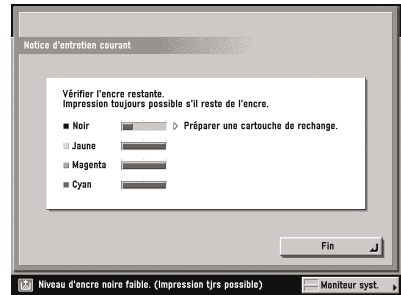 Notice d'entretien courant
Vérifier l'encre restante.
Impression toujours possible s'il reste de l'encre.
Noir ▷ Préparer une cartouche de rechange.
Jaune
Magenta
Cyan
Fin
Niveau d'encre noire faible. (Impression tjrs possible)
Moniteur syst.